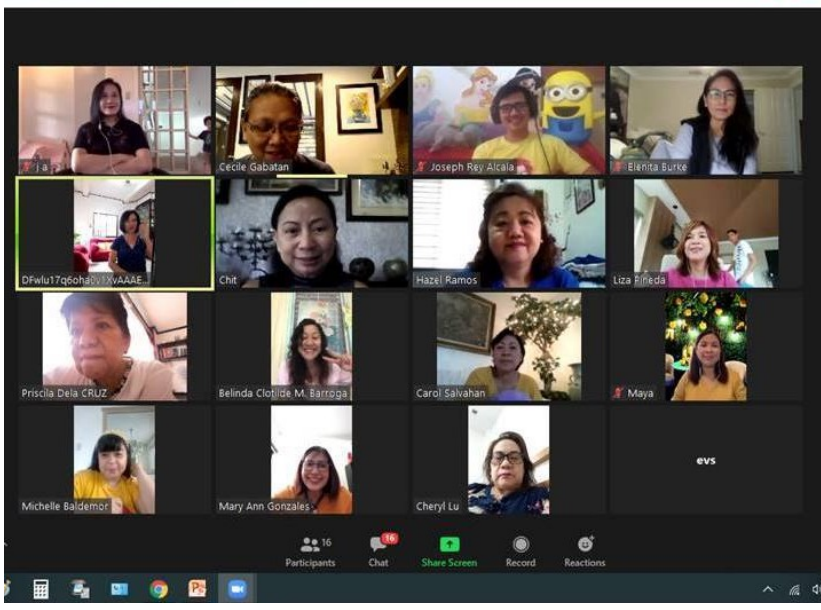 j a
Cecile Gabatan
Joseph Rey Alcala
Elenita Burke
Chit
Hazel Ramos
Liza Pineda
Priscila Dela CRUZ
Belinda Clotilde M. Barroga
Carol Salvahan
Maya
Michelle Baldemor
Mary Ann Gonzales
Cheryl Lu
evs
16
16
Participants
Chat
Share Screen
Record
Reactions